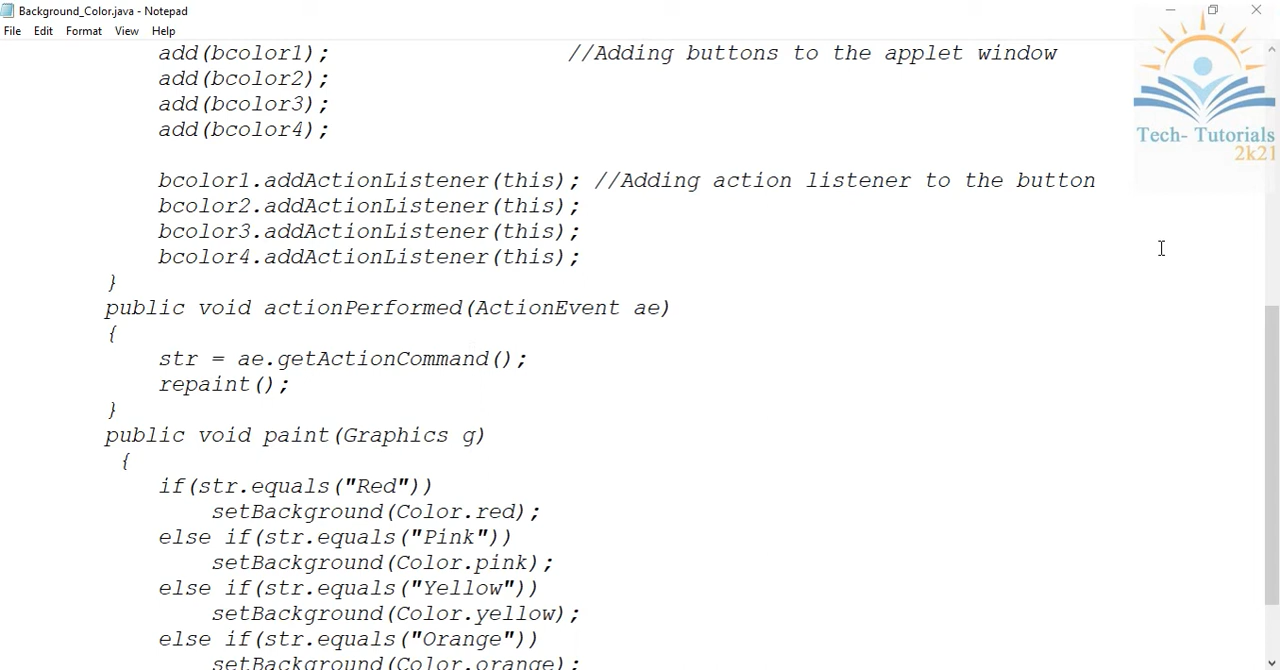 Background_Color.java - Notepad
File Edit Format View Help
add(bcolor1); //Adding buttons to the applet window
add(bcolor2);
add(bcolor3);
add(bcolor4);
bcolor1.addActionListener(this); //Adding action listener to the button
bcolor2.addActionListener(this);
bcolor3.addActionListener(this);
bcolor4.addActionListener(this);
}
public void actionPerformed(ActionEvent ae)
{
str = ae.getActionCommand();
repaint();
}
public void paint(Graphics g)
{
if(str.equals("Red"))
setBackground(Color.red);
else if(str.equals("Pink"))
setBackground(Color.pink);
else if(str.equals("Yellow"))
setBackground(Color.yellow);
else if(str.equals("Orange"))
setBackground(Color.orange);
Tech- Tutorials
2k21